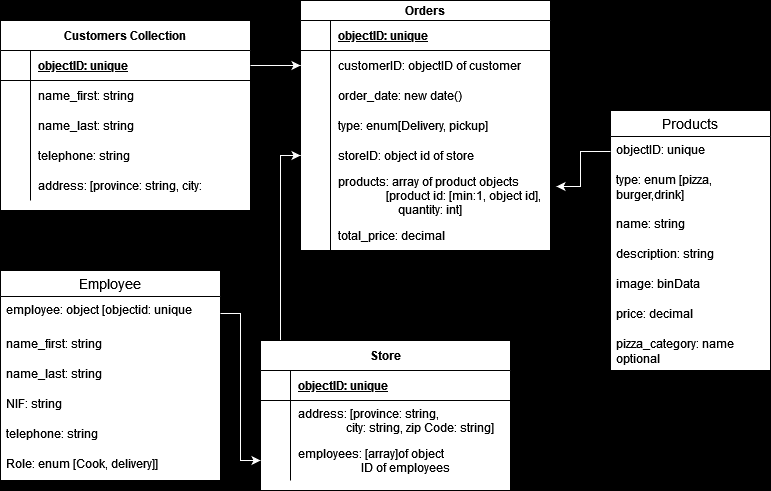 Customers Collection
objectID: unique
name_first: string
name_last: string
telephone: string
address: [province: string, city:
Orders
objectID: unique
customerID: objectID of customer
order_date: new date()
type: enum[Delivery, pickup]
storeID: object id of store
products: array of product objects
[product id: [min:1, object id],
quantity: int]
total_price: decimal
Products
objectID: unique
type: enum [pizza,
burger,drink]
name: string
description: string
image: binData
price: decimal
pizza_category: name
optional
Employee
employee: object [objectid: unique
name_first: string
name_last: string
NIF: string
telephone: string
Role: enum [Cook, delivery]]
Store
objectID: unique
address: [province: string,
city: string, zip Code: string]
employees: [array]of object
ID of employees